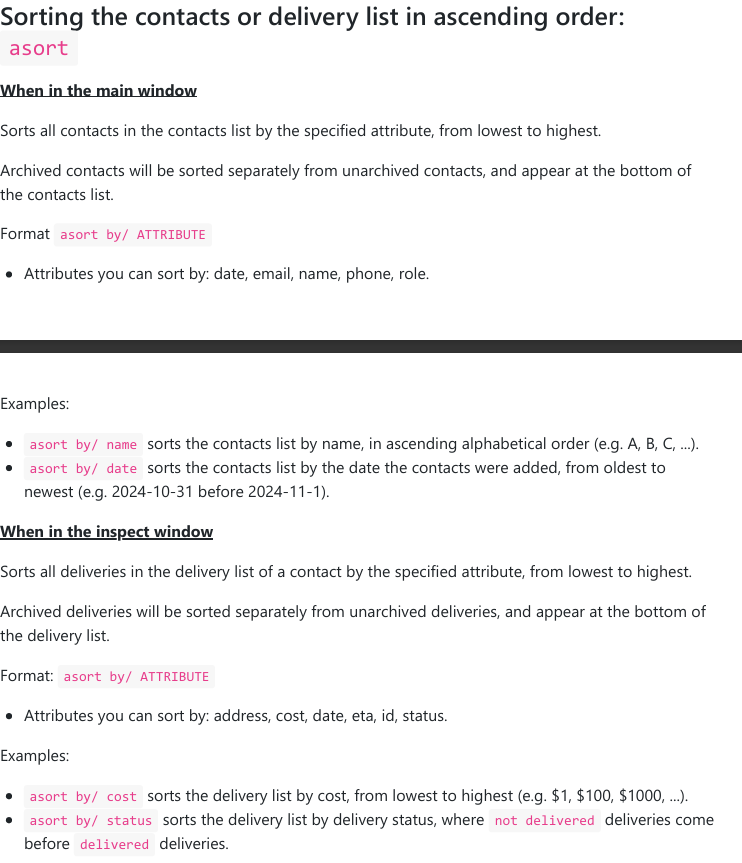 Sorting the contacts or delivery list in ascending order:
asort
When in the main window
Sorts all contacts in the contacts list by the specified attribute, from lowest to highest.
Archived contacts will be sorted separately from unarchived contacts, and appear at the bottom of
the contacts list.
Format asort by/ ATTRIBUTE
• Attributes you can sort by: date, email, name, phone, role.
Examples:
• asort by/ name sorts the contacts list by name, in ascending alphabetical order (e.g. A, B, C, ...).
• asort by/ date sorts the contacts list by the date the contacts were added, from oldest to
newest (e.g. 2024-10-31 before 2024-11-1).
When in the inspect window
Sorts all deliveries in the delivery list of a contact by the specified attribute, from lowest to highest.
Archived deliveries will be sorted separately from unarchived deliveries, and appear at the bottom of
the delivery list.
Format: asort by/ ATTRIBUTE
• Attributes you can sort by: address, cost, date, eta, id, status.
Examples:
• asort by/ cost sorts the delivery list by cost, from lowest to highest (e.g. $1, $100, $1000, ...).
• asort by/ status sorts the delivery list by delivery status, where not delivered deliveries come
before delivered deliveries.